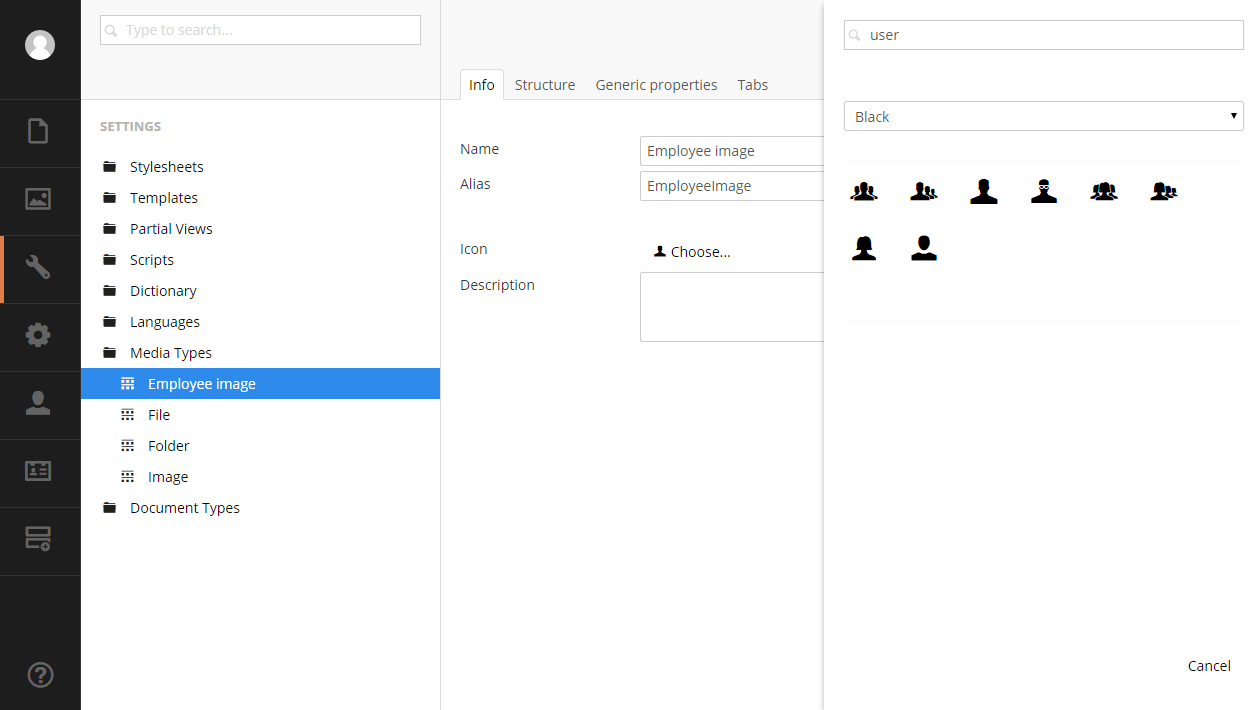 Type to search...
SETTINGS
Stylesheets
Templates
Partial Views
Scripts
Dictionary
Languages
Media Types
Employee image
File
Folder
Image
Document Types
Info Structure Generic properties Tabs
Name Employee image
Alias EmployeeImage
Icon Choose...
Description
user
Black
Cancel